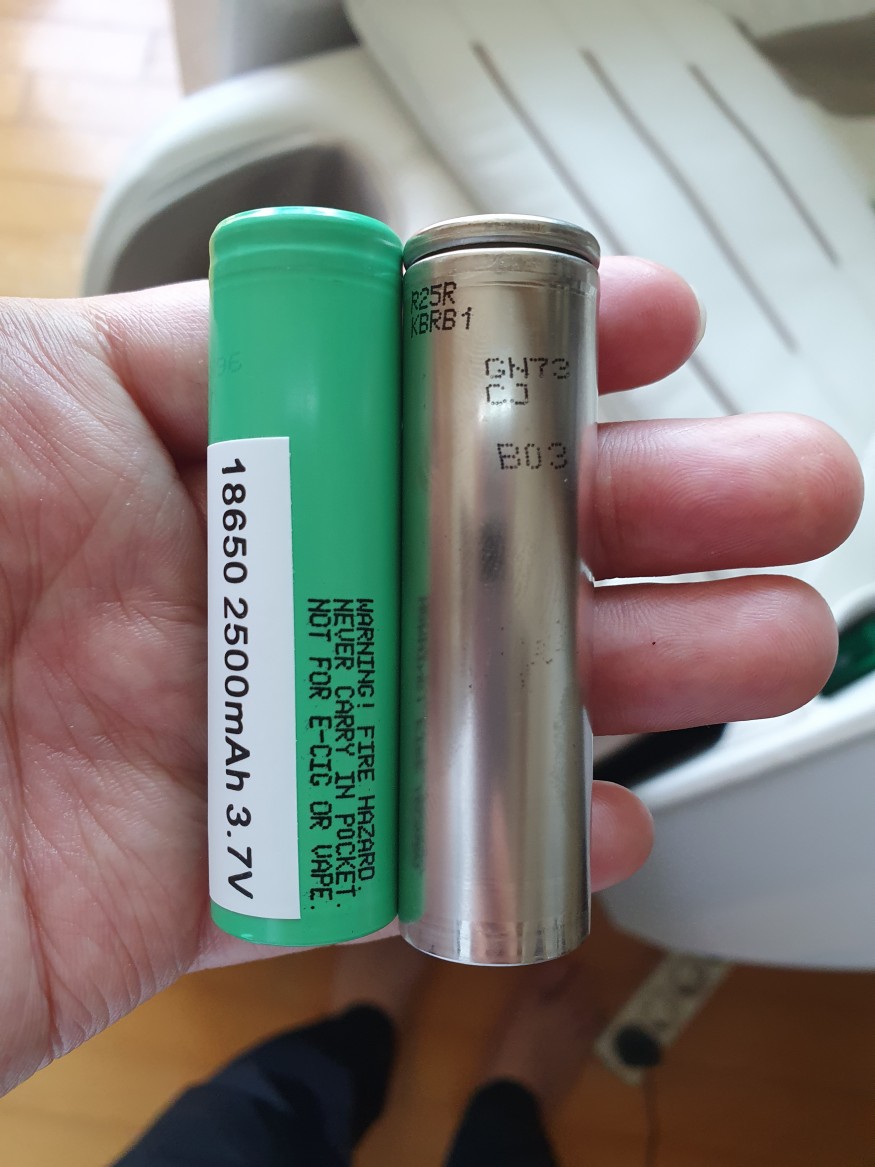 18650 2500mAh 3.7V
WARNING! FIRE HAZARD.
NEVER CARRY IN POCKET.
NOT FOR E-CIG OR VAPE.
R25R
KBRB1
GH73
CJ
B03